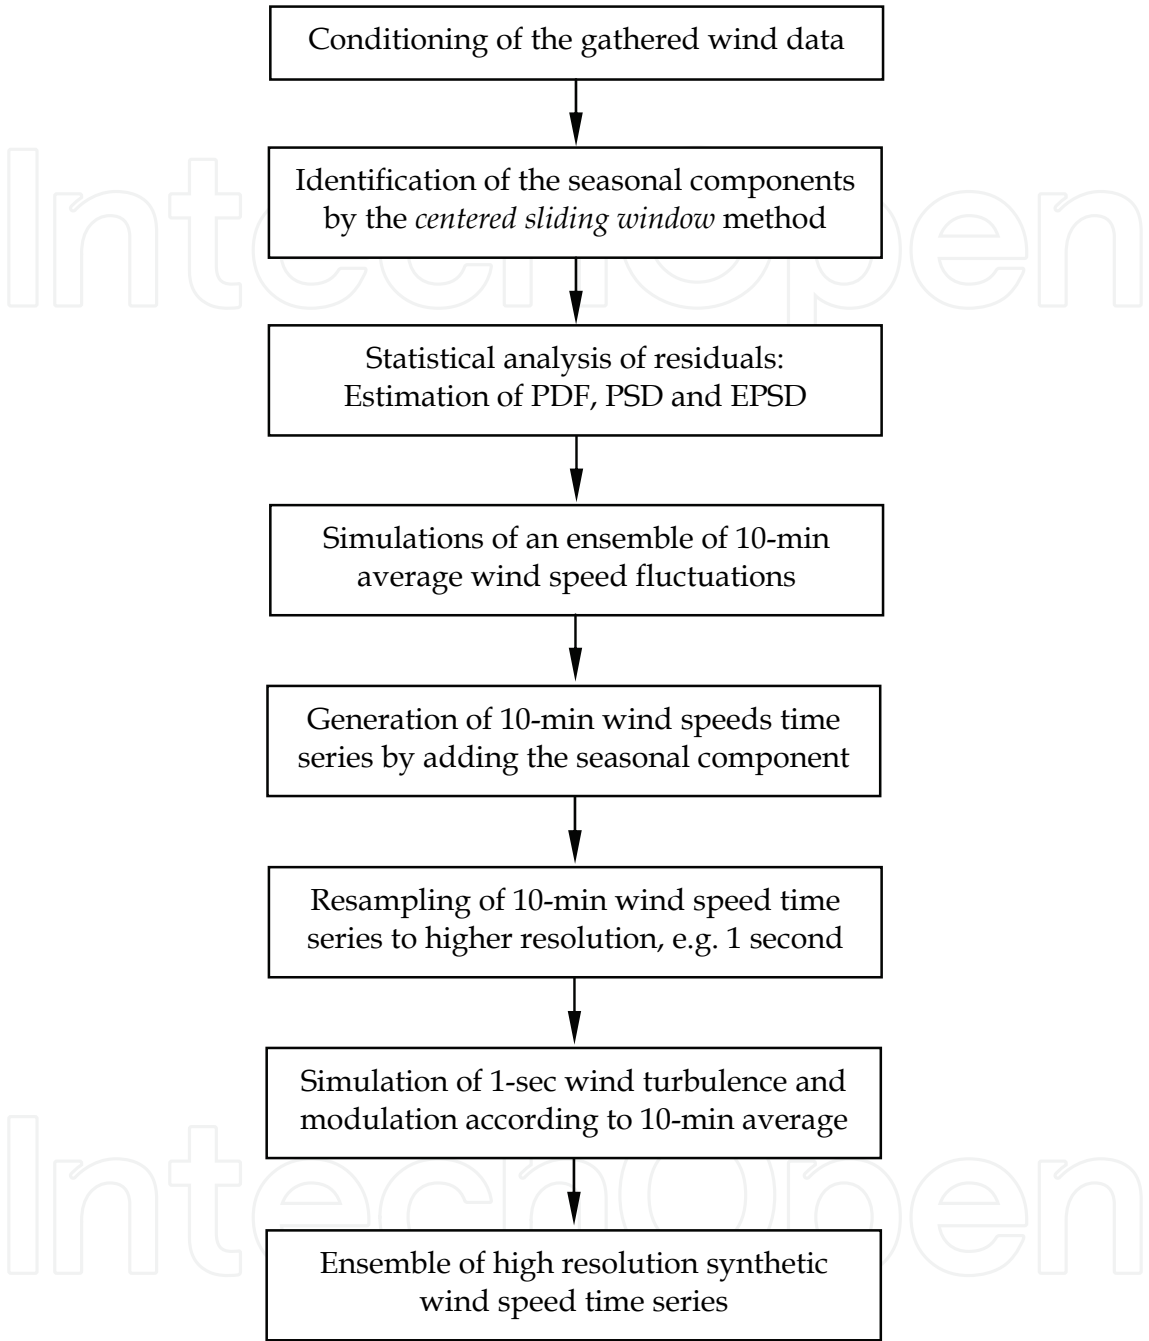 Conditioning of the gathered wind data
IntechOpen
Identification of the seasonal components
by the centered sliding window method
Statistical analysis of residuals:
Estimation of PDF, PSD and EPSD
Simulations of an ensemble of 10-min
average wind speed fluctuations
Generation of 10-min wind speeds time
series by adding the seasonal component
Resampling of 10-min wind speed time
series to higher resolution, e.g. 1 second
Simulation of 1-sec wind turbulence and
modulation according to 10-min average
IntechOpen
Ensemble of high resolution synthetic
wind speed time series